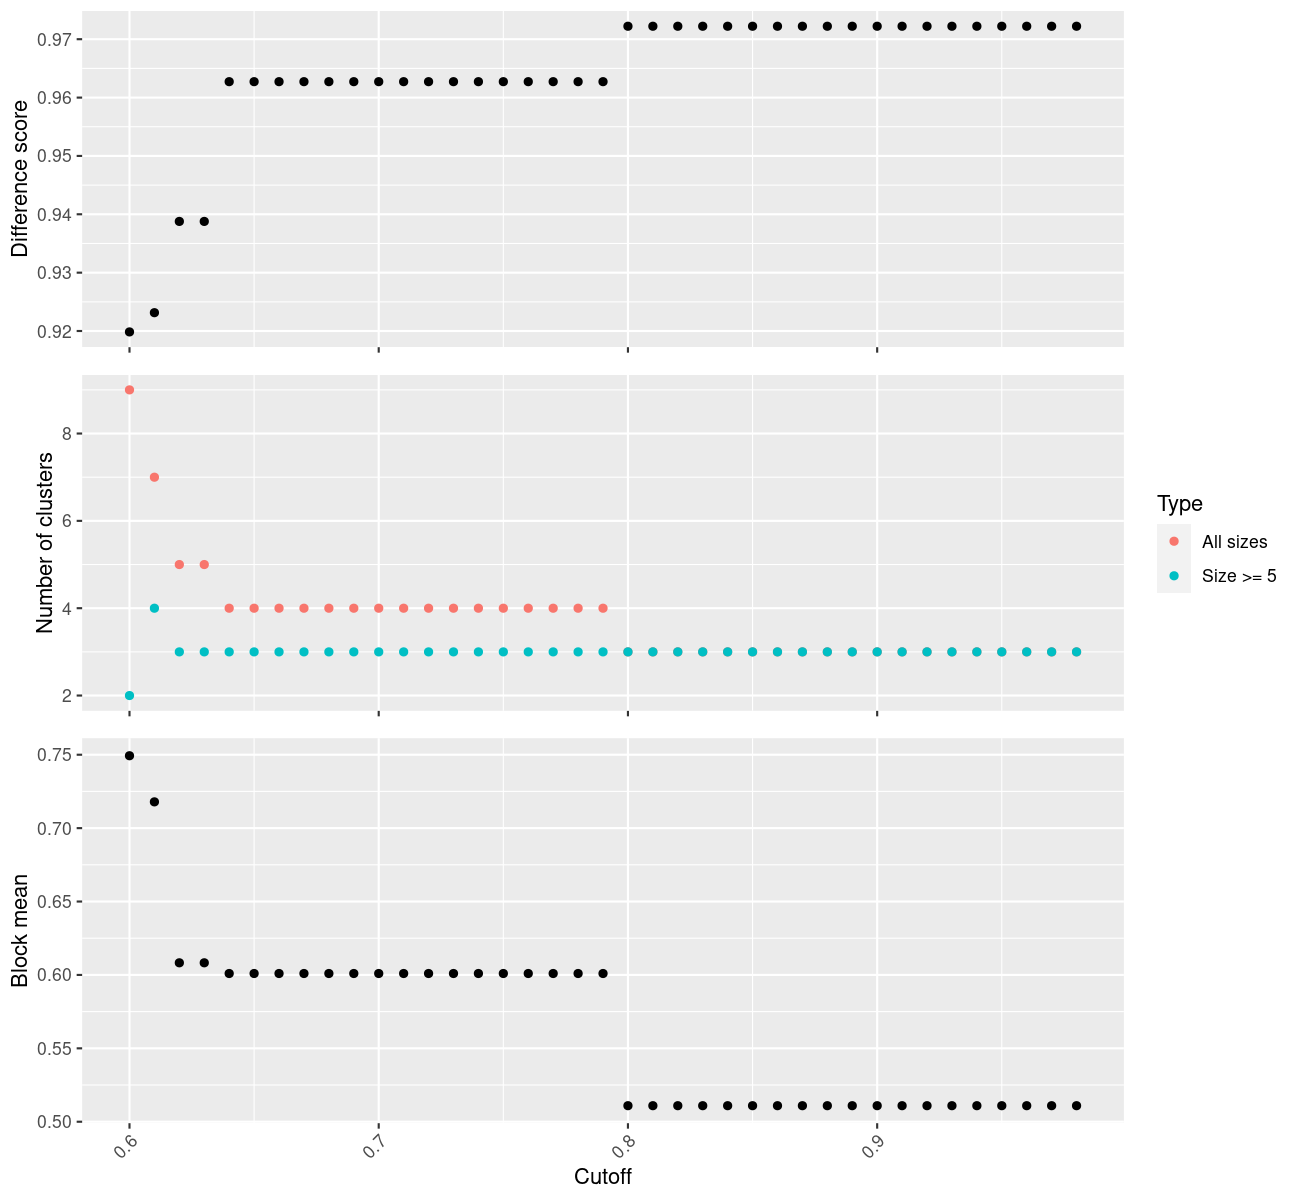 Difference score
0.97
0.96
0.95
0.94
0.93
0.92
Number of clusters
8
6
4
2
Type
All sizes
Size >= 5
Block mean
0.75
0.70
0.65
0.60
0.55
0.50
0.6 0.7 0.8 0.9
Cutoff